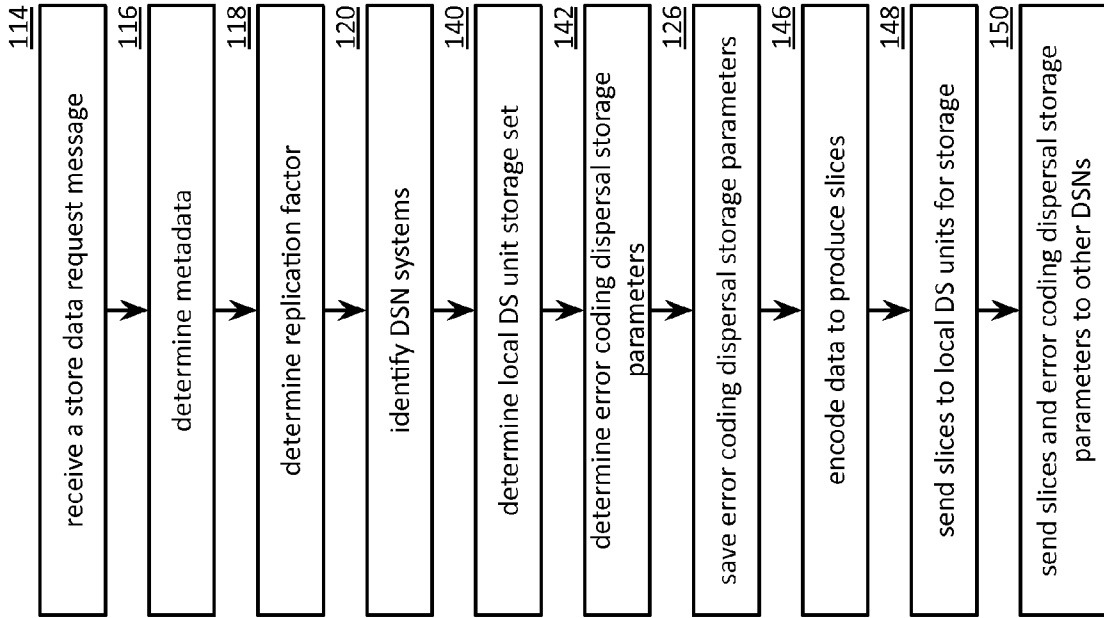 114
receive a store data request message
116
determine metadata
118
determine replication factor
120
identify DSN systems
140
determine local DS unit storage set
142
determine error coding dispersal storage
parameters
126
save error coding dispersal storage parameters
146
encode data to produce slices
148
send slices to local DS units for storage
150
send slices and error coding dispersal storage
parameters to other DSNs